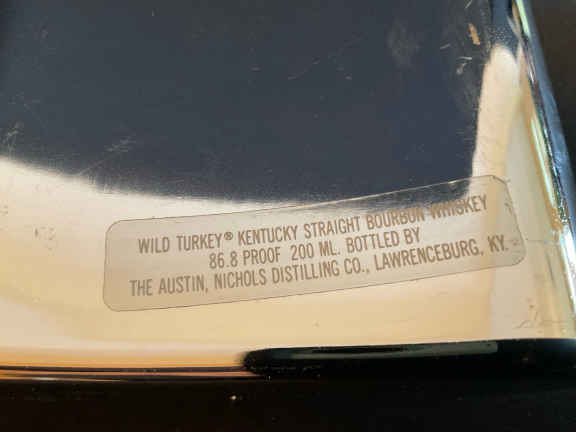 WILD TURKEY® KENTUCKY STRAIGHT BOURBON WHISKEY
86.8 PROOF 200 ML. BOTTLED BY
THE AUSTIN, NICHOLS DISTILLING CO., LAWRENCEBURG, KY.